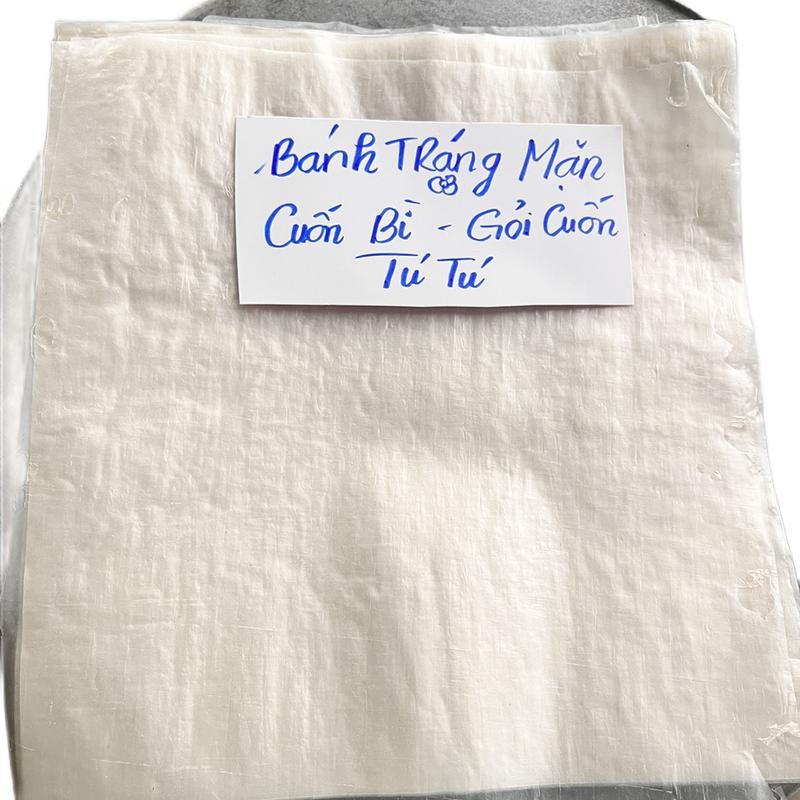 Bánh TRáng Mặn
Cuốn Bì - Gỏi Cuốn
Tú Tú